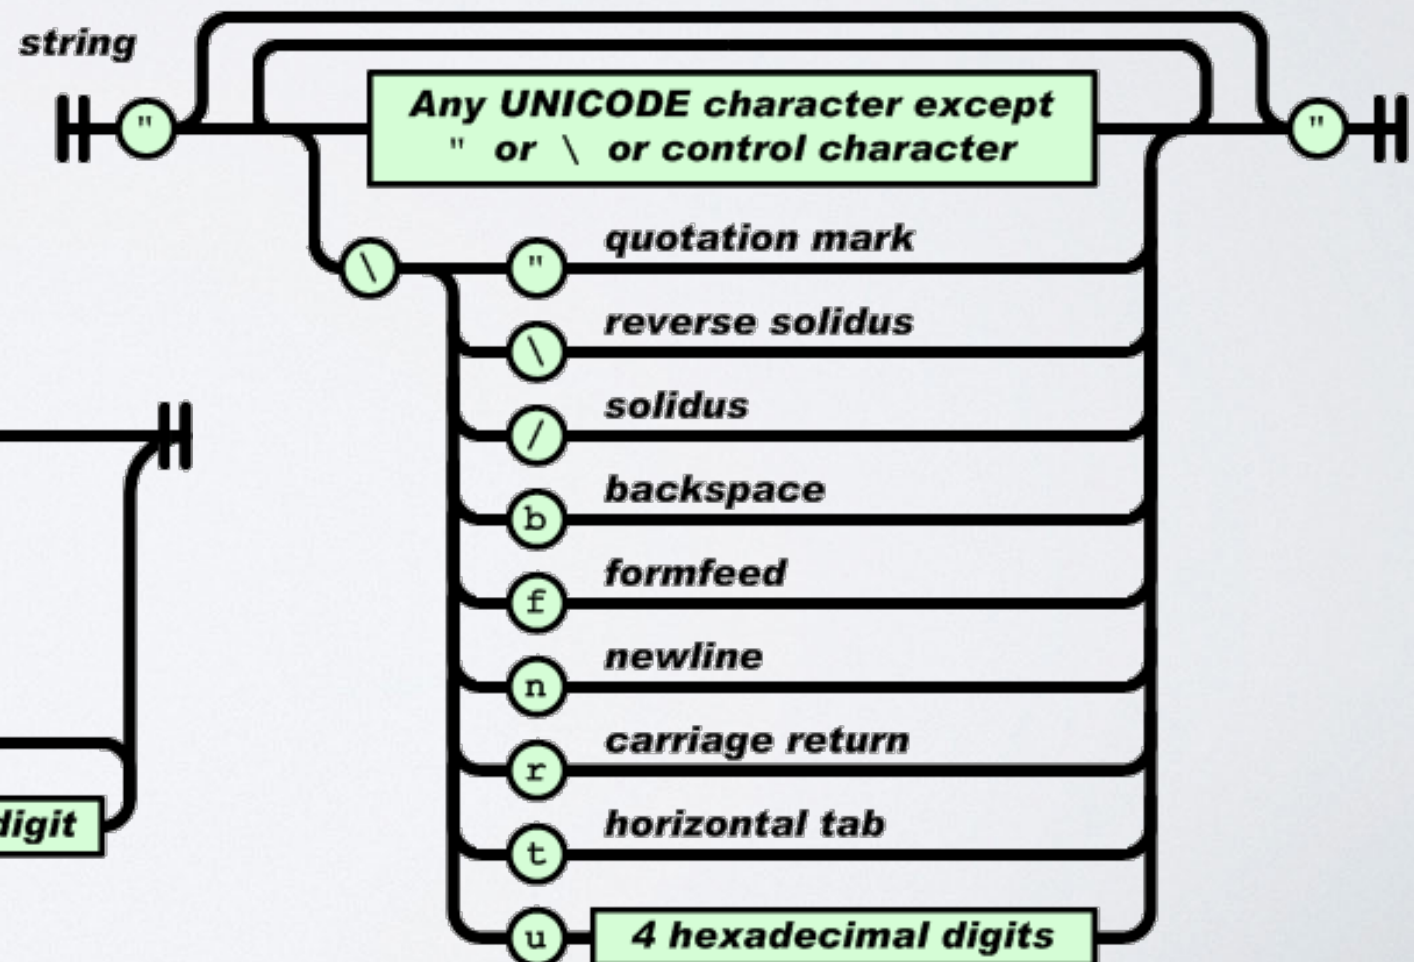 string
"
Any UNICODE character except
" or \ or control character
"
\
" quotation mark
\ reverse solidus
/ solidus
b backspace
f formfeed
n newline
r carriage return
digit
t horizontal tab
u 4 hexadecimal digits